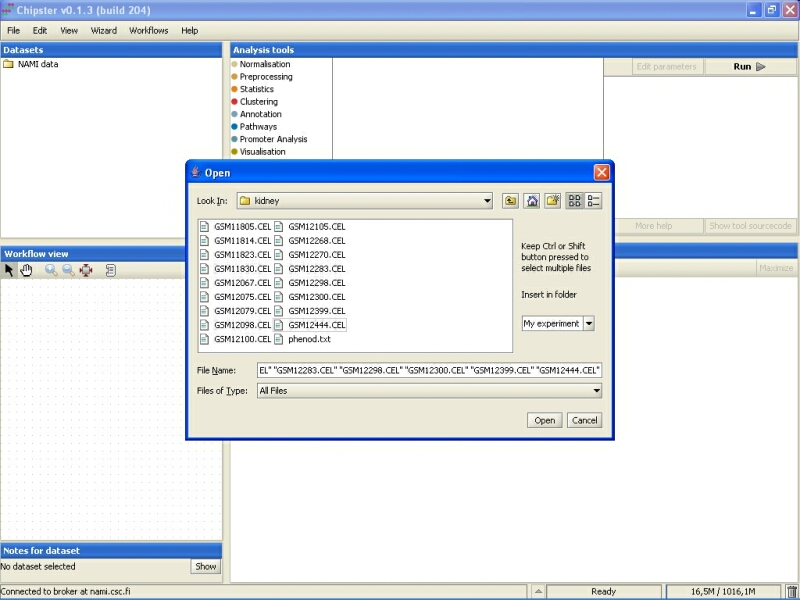 Chipster v0.1.3 (build 204)
File Edit View Wizard Workflows Help
Datasets
NAMI data
Analysis tools
Normalisation
Preprocessing
Statistics
Clustering
Annotation
Pathways
Promoter Analysis
Visualisation
Edit parameters
Run
More help
Show tool sourcecode
Maximize
Open
Look In:
kidney
GSM11805.CEL GSM12105.CEL
GSM11814.CEL GSM12268.CEL
GSM11823.CEL GSM12270.CEL
GSM11830.CEL GSM12283.CEL
GSM12067.CEL GSM12298.CEL
GSM12075.CEL GSM12300.CEL
GSM12079.CEL GSM12399.CEL
GSM12098.CEL GSM12444.CEL
GSM12100.CEL phenod.txt
Keep Ctrl or Shift
button pressed to
select multiple files
Insert in folder
My experiment
File Name:
EL" "GSM12283.CEL" "GSM12298.CEL" "GSM12300.CEL" "GSM12399.CEL" "GSM12444.CEL"
Files of Type:
All Files
Open
Cancel
Workflow view
Notes for dataset
No dataset selected
Show
Connected to broker at nami.csc.fi
Ready
16,5M / 1016,1M